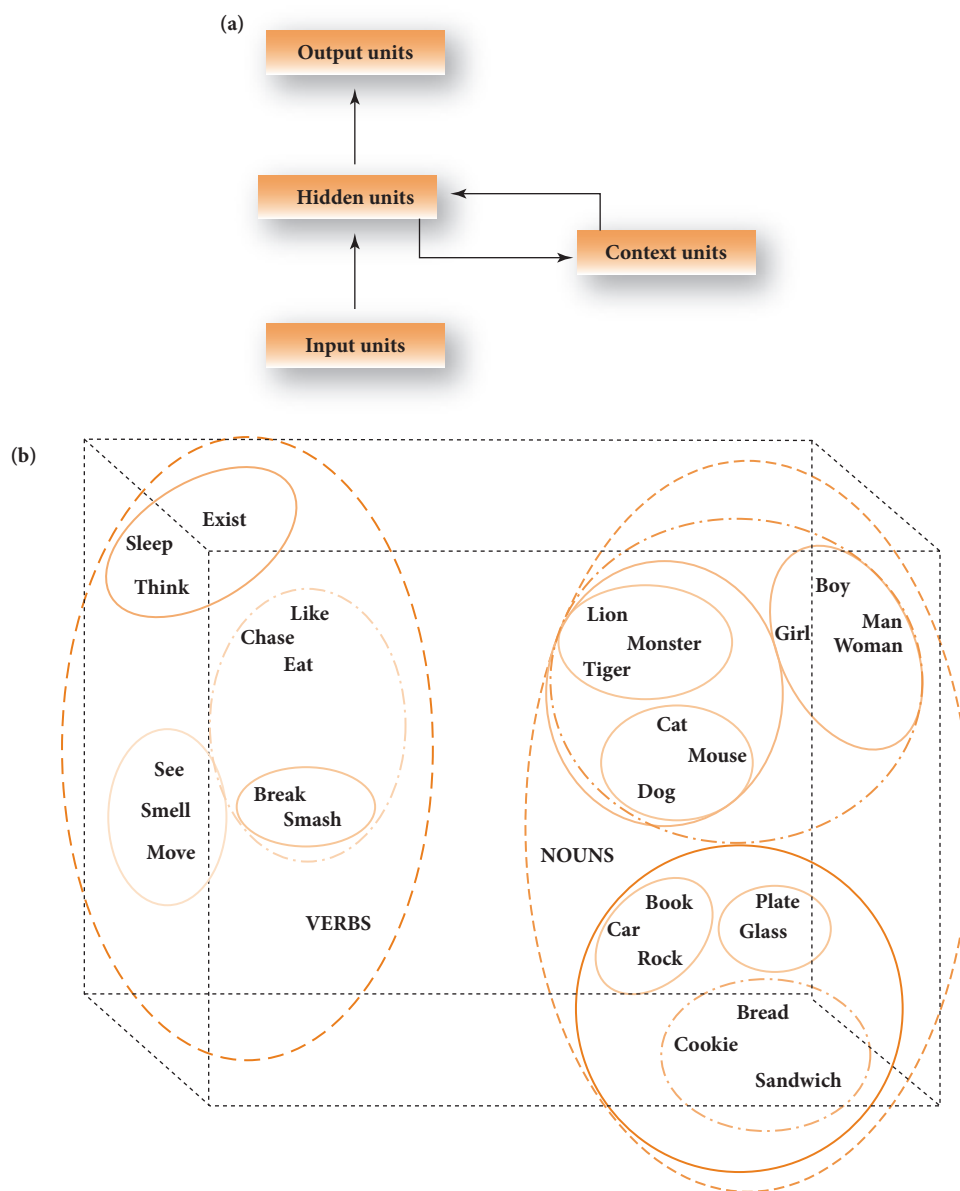 (a)
Output units
Hidden units
Context units
Input units
(b)
Exist
Sleep
Think
Like
Chase
Eat
See
Smell
Move
Break
Smash
VERBS
Lion
Monster
Tiger
Cat
Mouse
Dog
Boy
Girl
Man
Woman
NOUNS
Book
Car
Rock
Plate
Glass
Bread
Cookie
Sandwich